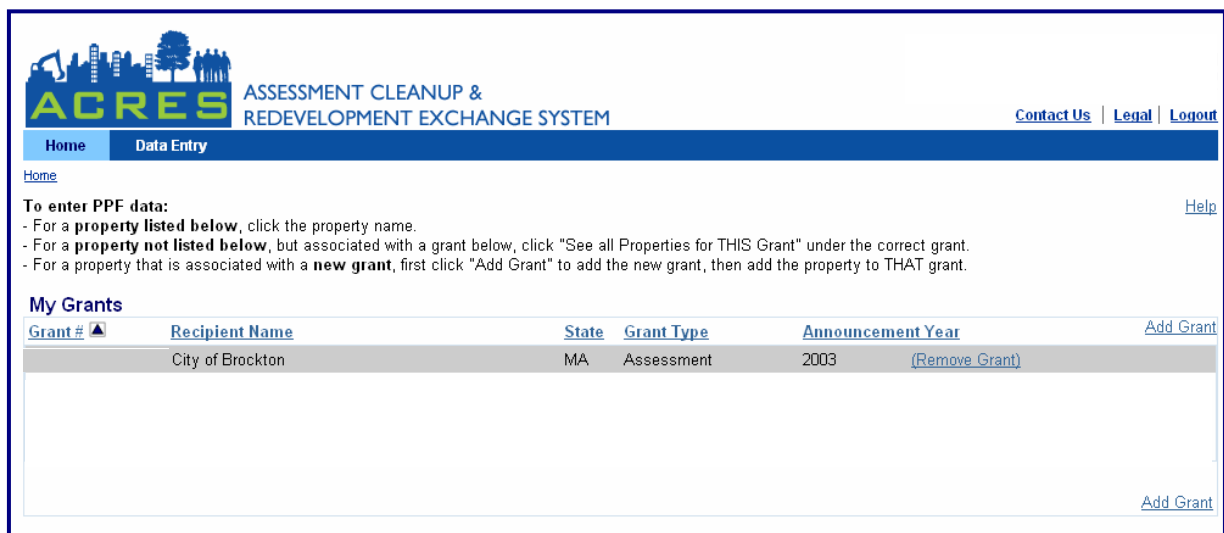 ACRES
ASSESSMENT CLEANUP &
REDEVELOPMENT EXCHANGE SYSTEM
Contact Us | Legal | Logout
Home Data Entry
Home
To enter PPF data:
Help
- For a property listed below, click the property name.
- For a property not listed below, but associated with a grant below, click "See all Properties for THIS Grant" under the correct grant.
- For a property that is associated with a new grant, first click "Add Grant" to add the new grant, then add the property to THAT grant.
My Grants
Grant # Recipient Name State Grant Type Announcement Year Add Grant
City of Brockton MA Assessment 2003 (Remove Grant)
Add Grant